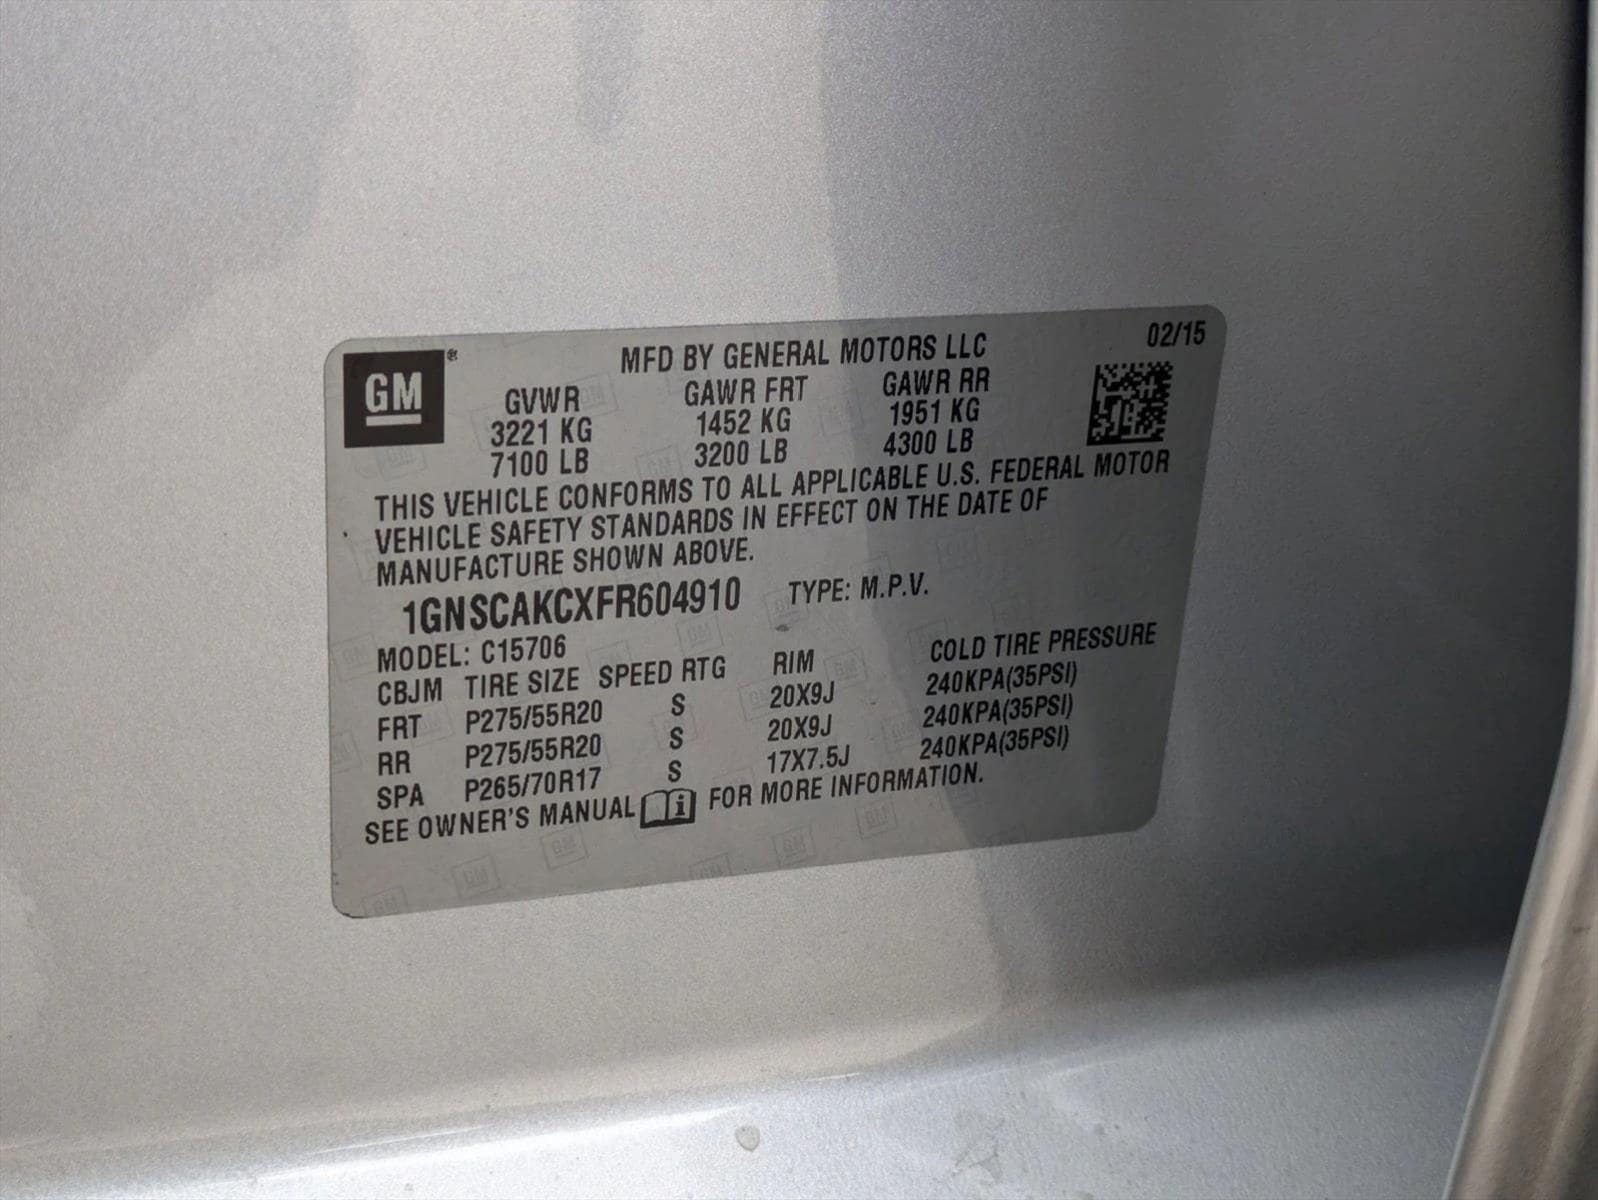 GM ®
MFD BY GENERAL MOTORS LLC 02/15
GVWR GAWR FRT GAWR RR
3221 KG 1452 KG 1951 KG
7100 LB 3200 LB 4300 LB
THIS VEHICLE CONFORMS TO ALL APPLICABLE U.S. FEDERAL MOTOR
VEHICLE SAFETY STANDARDS IN EFFECT ON THE DATE OF
MANUFACTURE SHOWN ABOVE.
1GNSCAKCXFR604910 TYPE: M.P.V.
MODEL: C15706
CBJM TIRE SIZE SPEED RTG RIM COLD TIRE PRESSURE
FRT P275/55R20 S 20X9J 240KPA(35PSI)
RR P275/55R20 S 20X9J 240KPA(35PSI)
SPA P265/70R17 S 17X7.5J 240KPA(35PSI)
SEE OWNER'S MANUAL i FOR MORE INFORMATION.